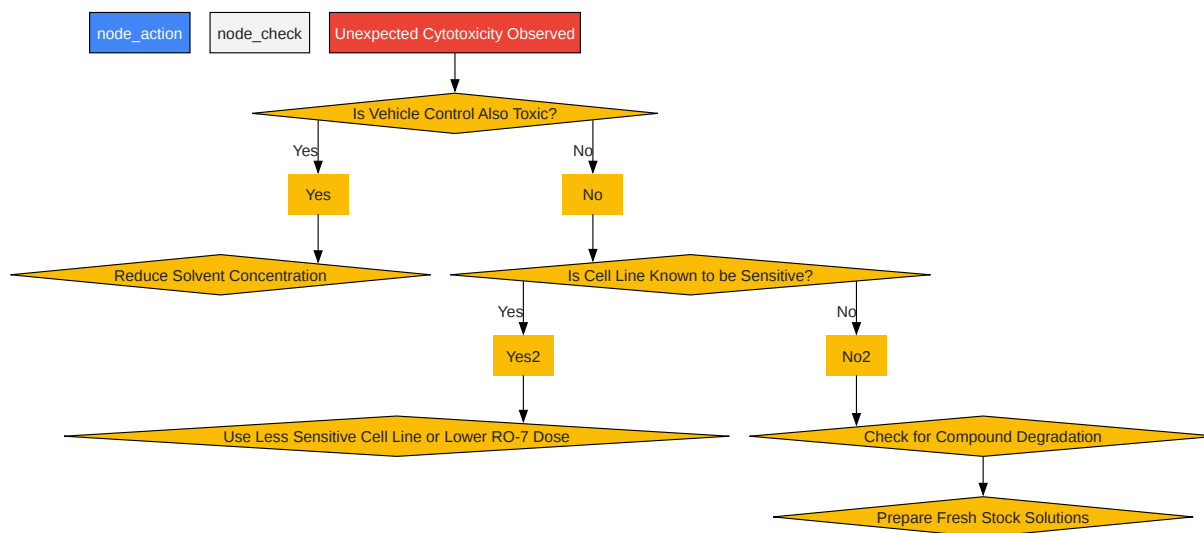 node_action
node_check
Unexpected Cytotoxicity Observed
Is Vehicle Control Also Toxic?
Yes
No
Yes
No
Reduce Solvent Concentration
Is Cell Line Known to be Sensitive?
Yes
No
Yes2
No2
Use Less Sensitive Cell Line or Lower RO-7 Dose
Check for Compound Degradation
Prepare Fresh Stock Solutions